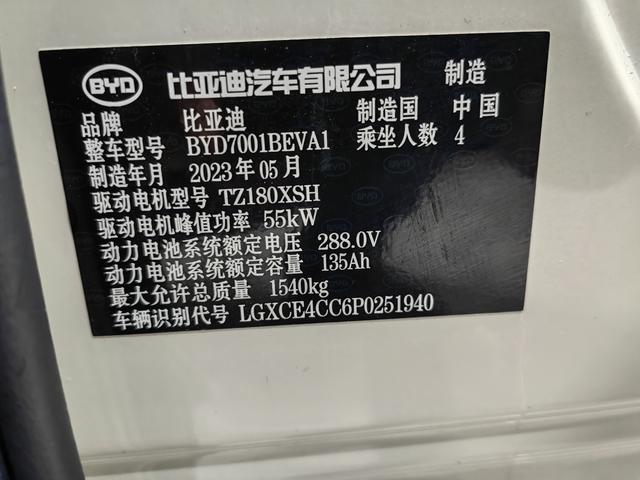 BYD 比亚迪汽车有限公司 制造
品牌 比亚迪 制造国 中国
整车型号 BYD7001BEVA1 乘坐人数 4
制造年月 2023年05月
驱动电机型号 TZ180XSH
驱动电机峰值功率 55kW
动力电池系统额定电压 288.0V
动力电池系统额定容量 135Ah
最大允许总质量 1540kg
车辆识别代号 LGXCE4CC6P0251940